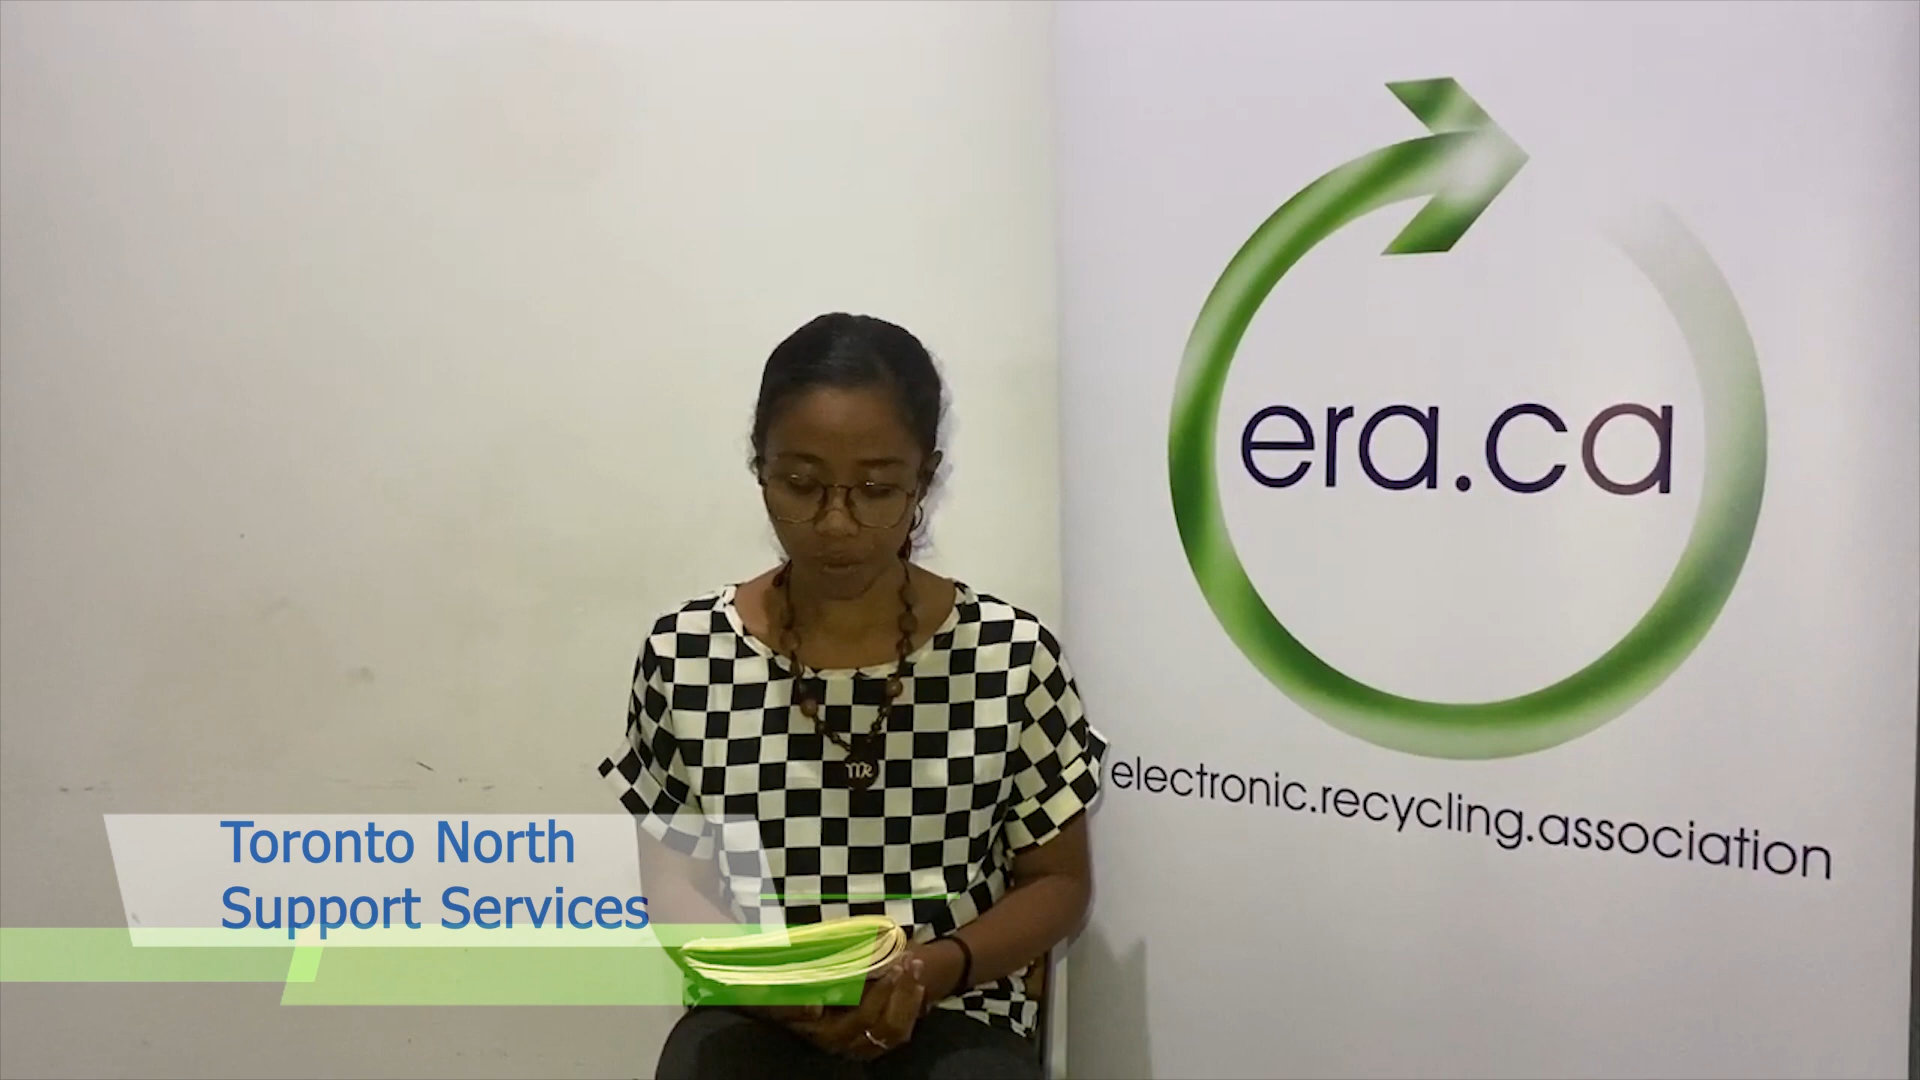 era.ca
electronic.recycling.association
Toronto North
Support Services